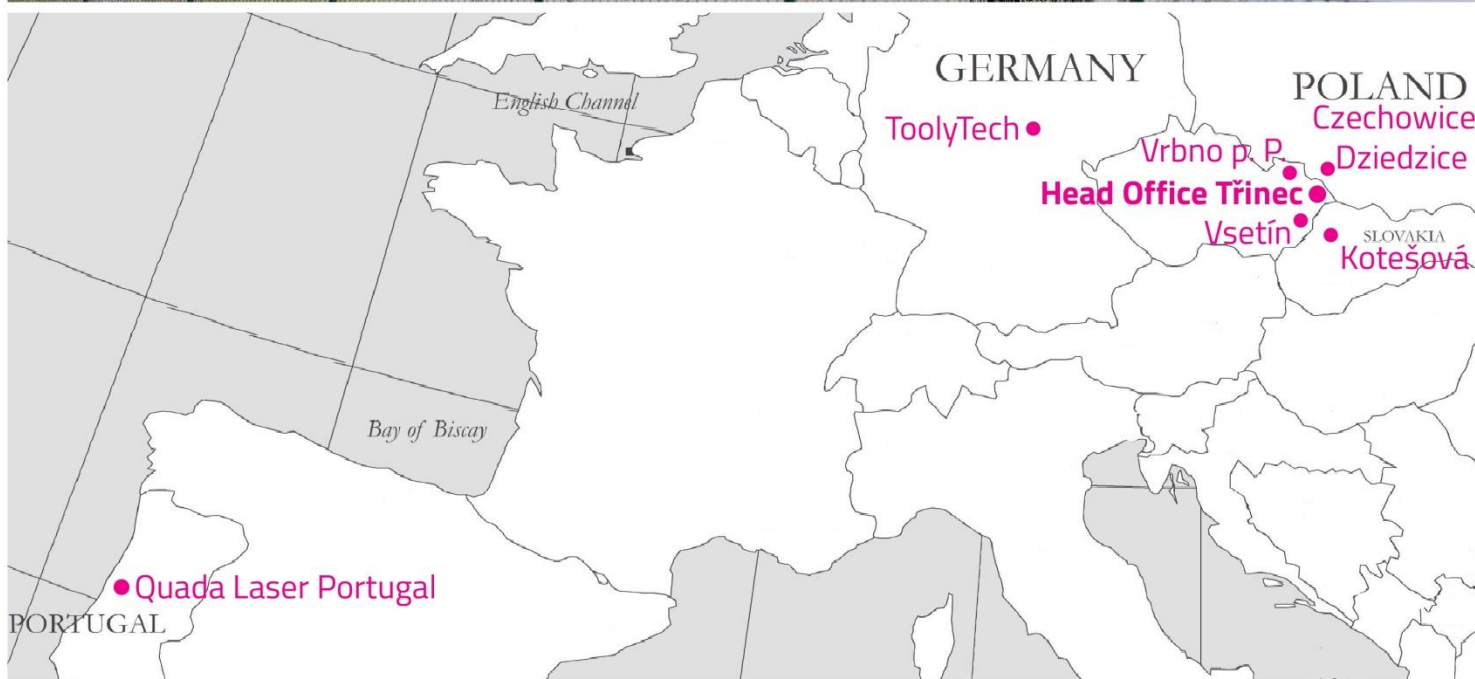 GERMANY
POLAND
English Channel
Czechowice
ToolyTech
Vrbno p. P.
Dziedzice
Head Office Třinec
Vsetín
SLOVAKIA
Kotešová
Bay of Biscay
Quada Laser Portugal
PORTUGAL